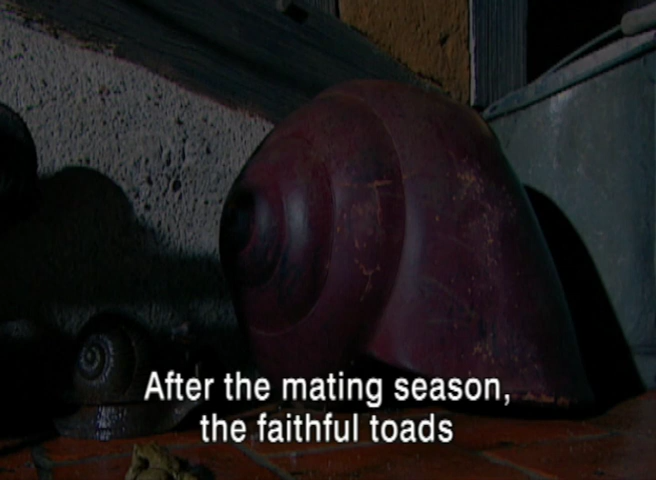 After the mating season,
the faithful toads